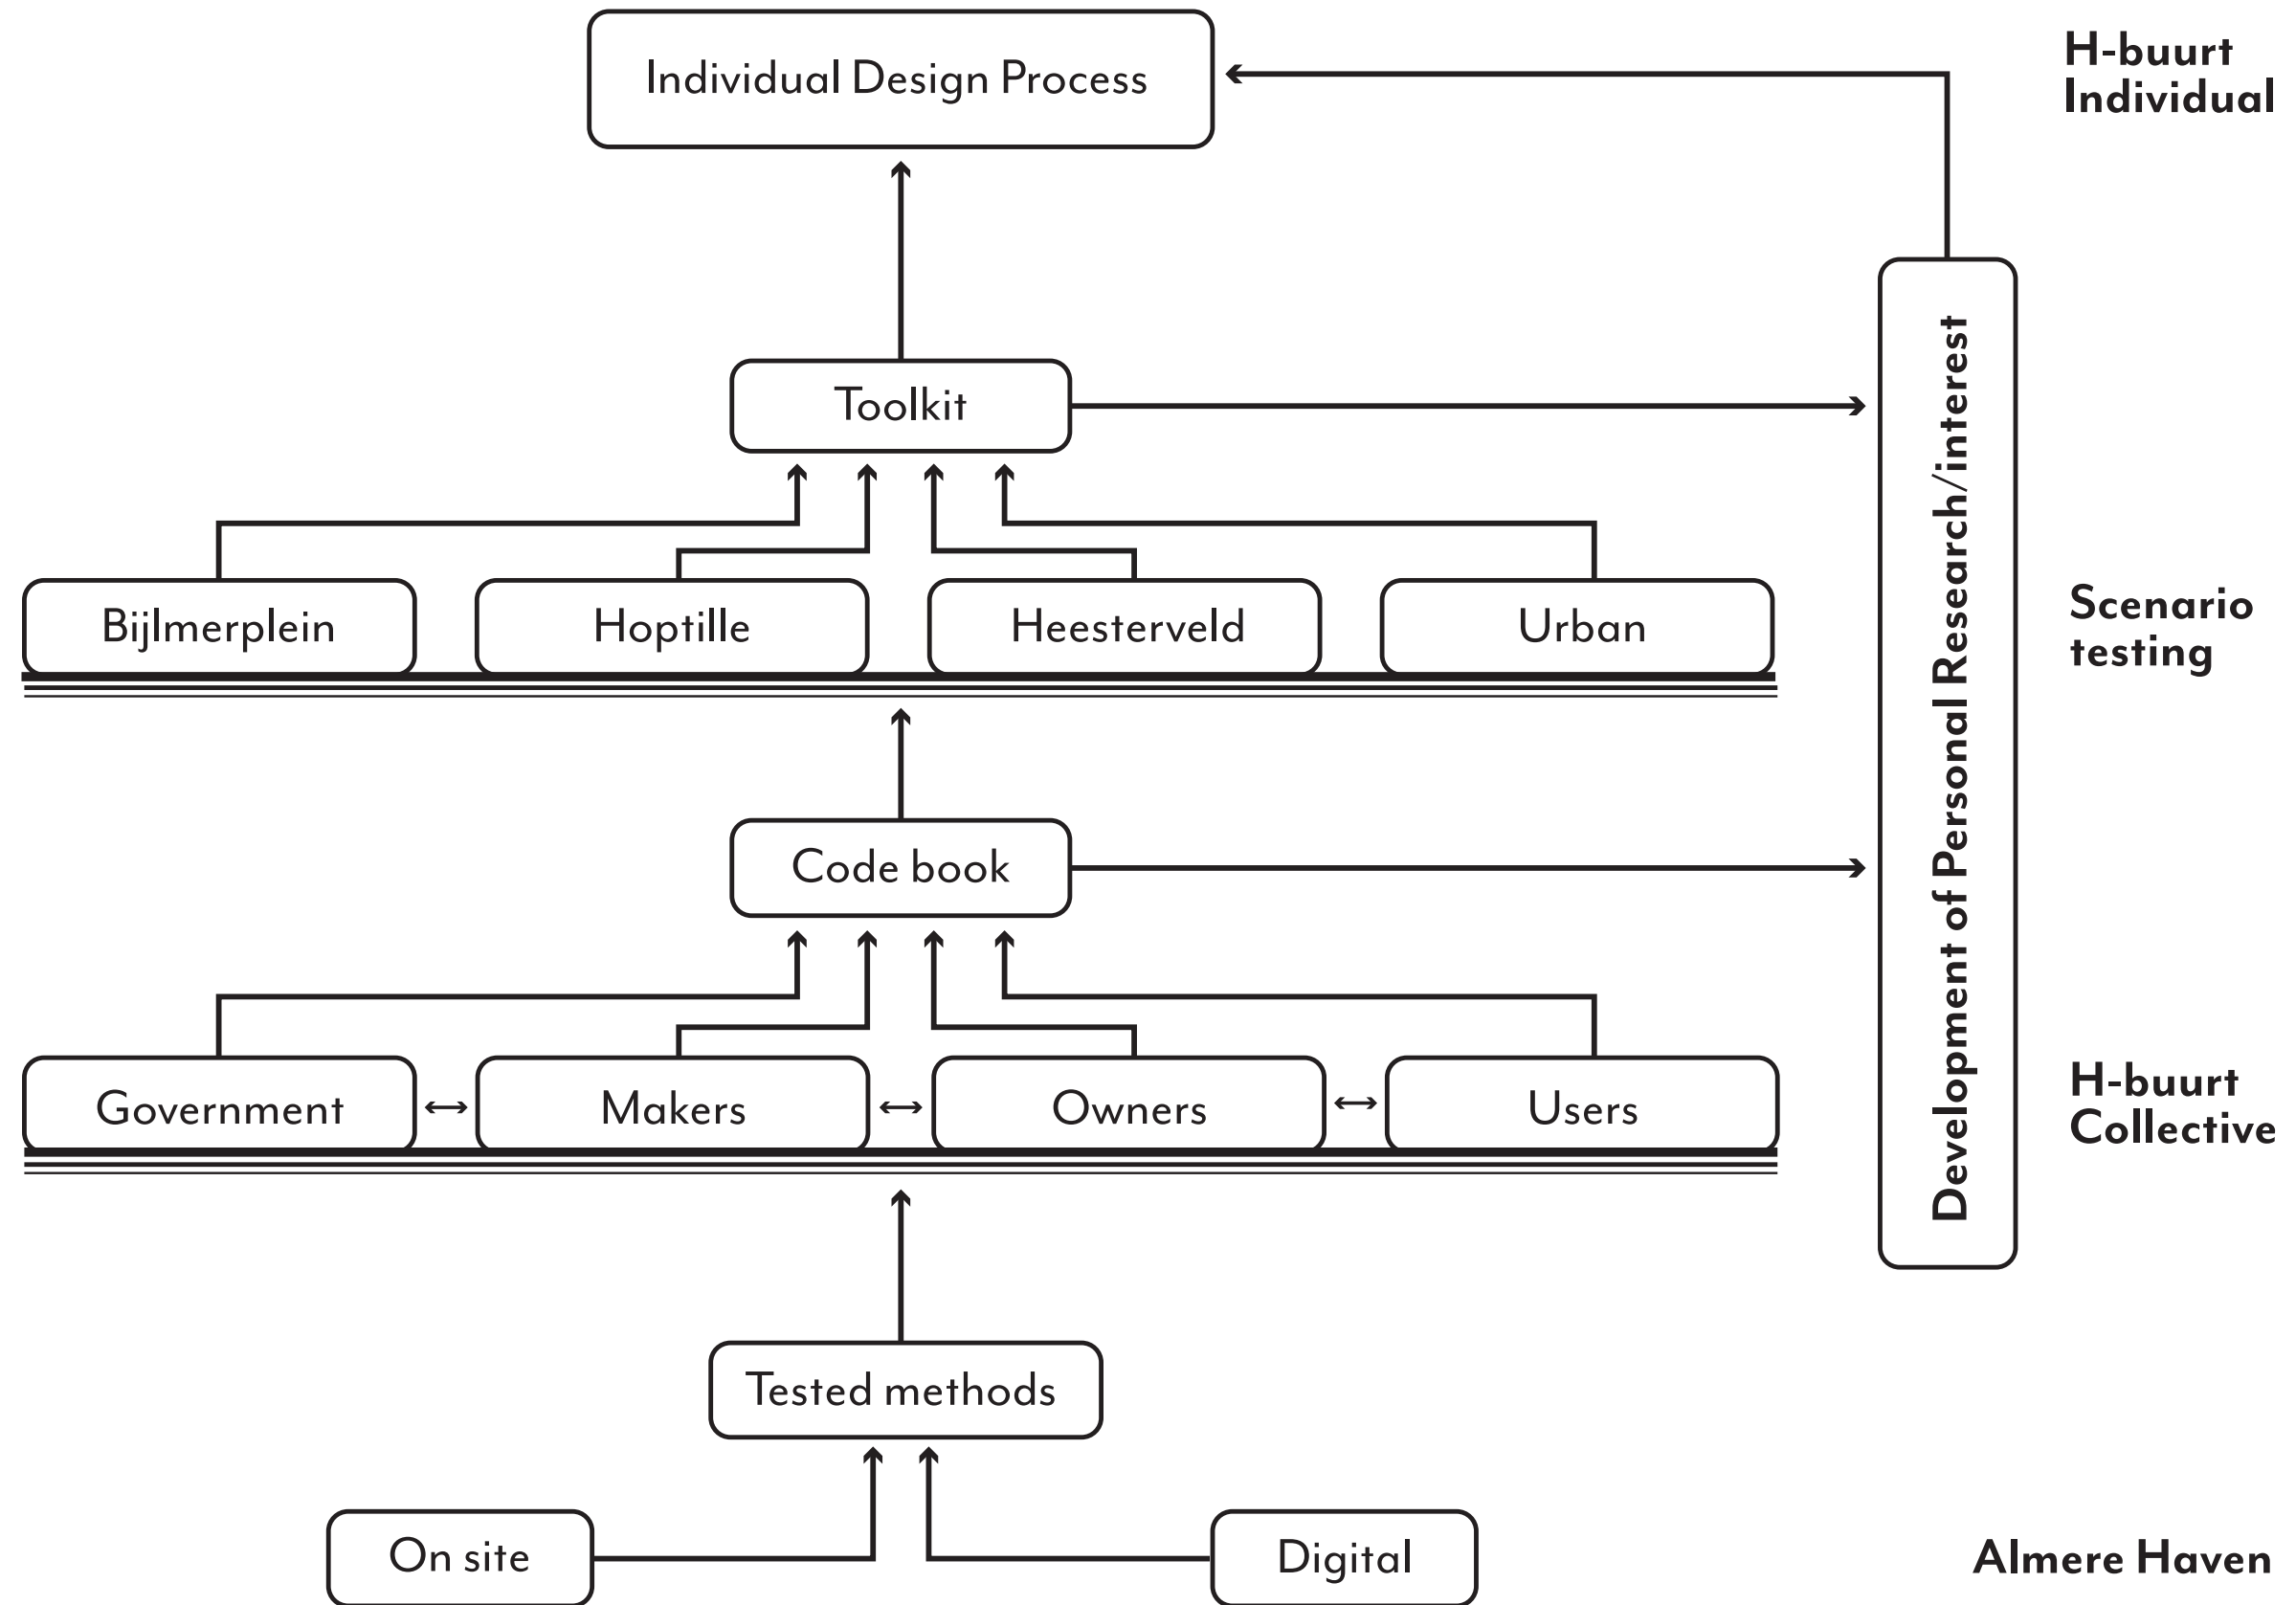 Individual Design Process
H-buurt
Individual
Toolkit
Development of Personal Research/interest
Bijlmerplein
Hoptille
Heesterveld
Urban
Scenario
testing
Code book
Government
Makers
Owners
Users
H-buurt
Collective
Tested methods
On site
Digital
Almere Haven